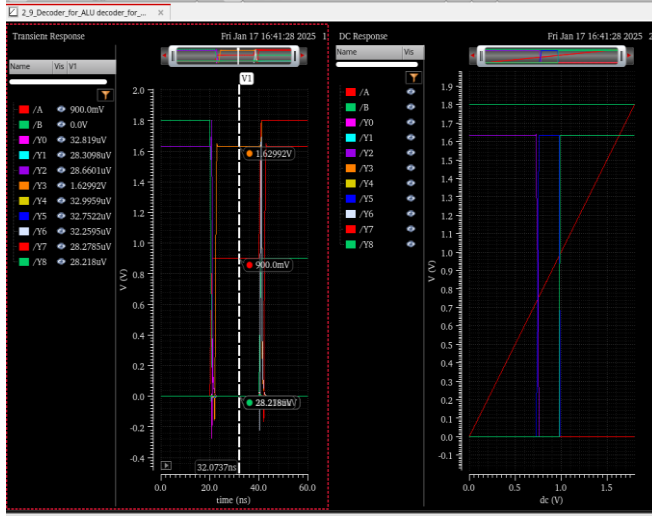 2_9_Decoder_for_ALU decoder_for_...
Transient Response
Fri Jan 17 16:41:28 2025 1
Name Vis V1
/A 900.0mV
/B 0.0V
/Y0 32.819uV
/Y1 28.3098uV
/Y2 28.6601uV
/Y3 1.62992V
/Y4 32.9959uV
/Y5 32.7522uV
/Y6 32.2595uV
/Y7 28.2785uV
/Y8 28.218uV
V1
2.0
1.8
1.6
1.4
1.2
1.0
0.8
0.6
0.4
0.2
0.0
-0.2
-0.4
V (V)
1.62992V
900.0mV
32.0737ns
0.0 20.0 40.0 60.0
time (ns)
DC Response
Fri Jan 17 16:41:28 2025 2
Name Vis
/A
/B
/Y0
/Y1
/Y2
/Y3
/Y4
/Y5
/Y6
/Y7
/Y8
1.9
1.8
1.7
1.6
1.5
1.4
1.3
1.2
1.1
1.0
0.9
0.8
0.7
0.6
0.5
0.4
0.3
0.2
0.1
0.0
-0.1
V (V)
0.0 0.5 1.0 1.5
dc (V)